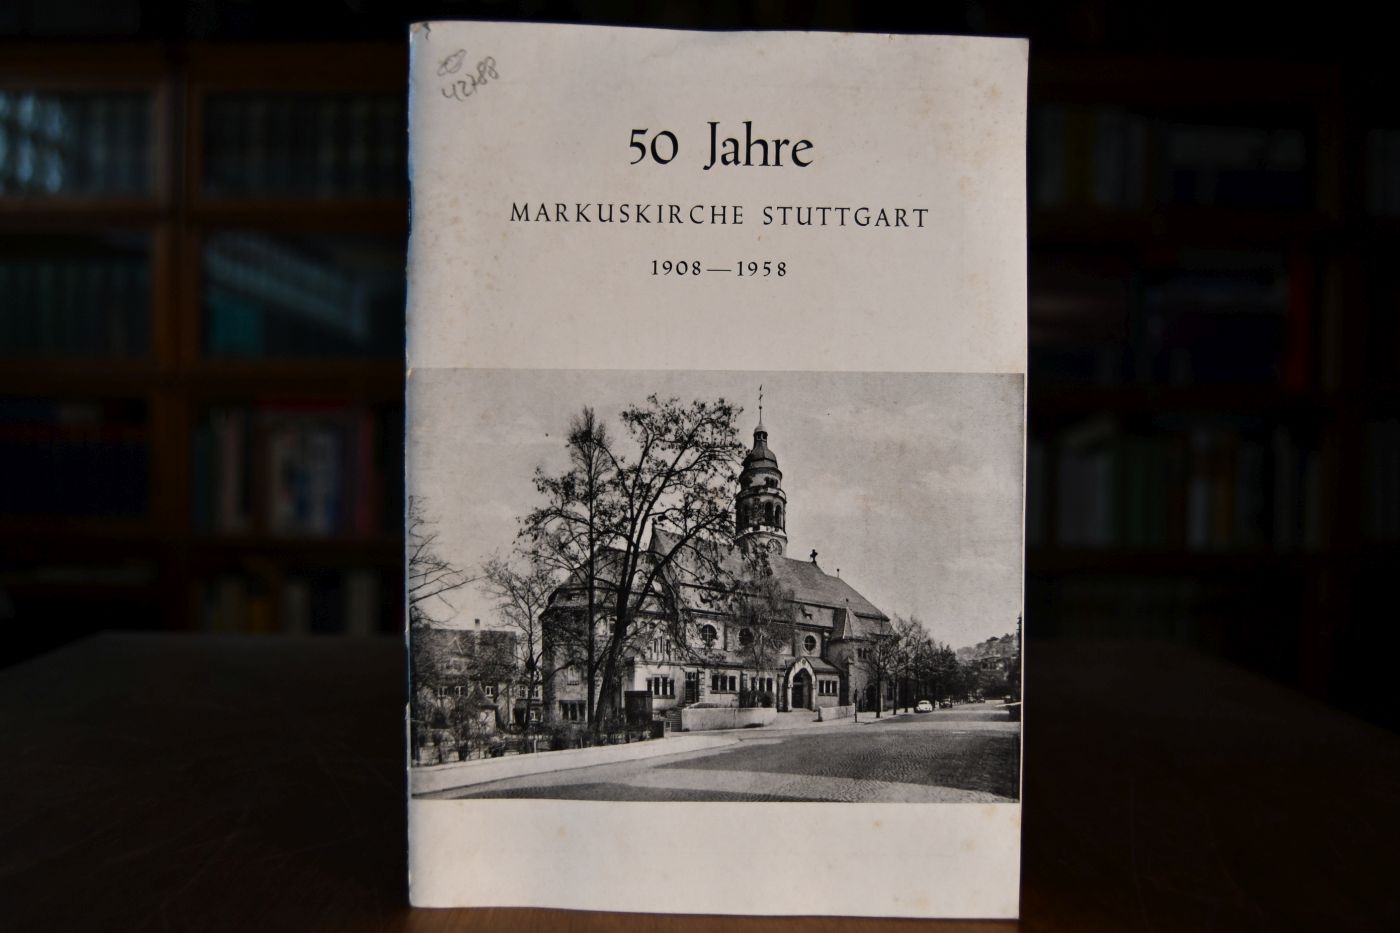 42788
50 Jahre
MARKUSKIRCHE STUTTGART
1908—1958